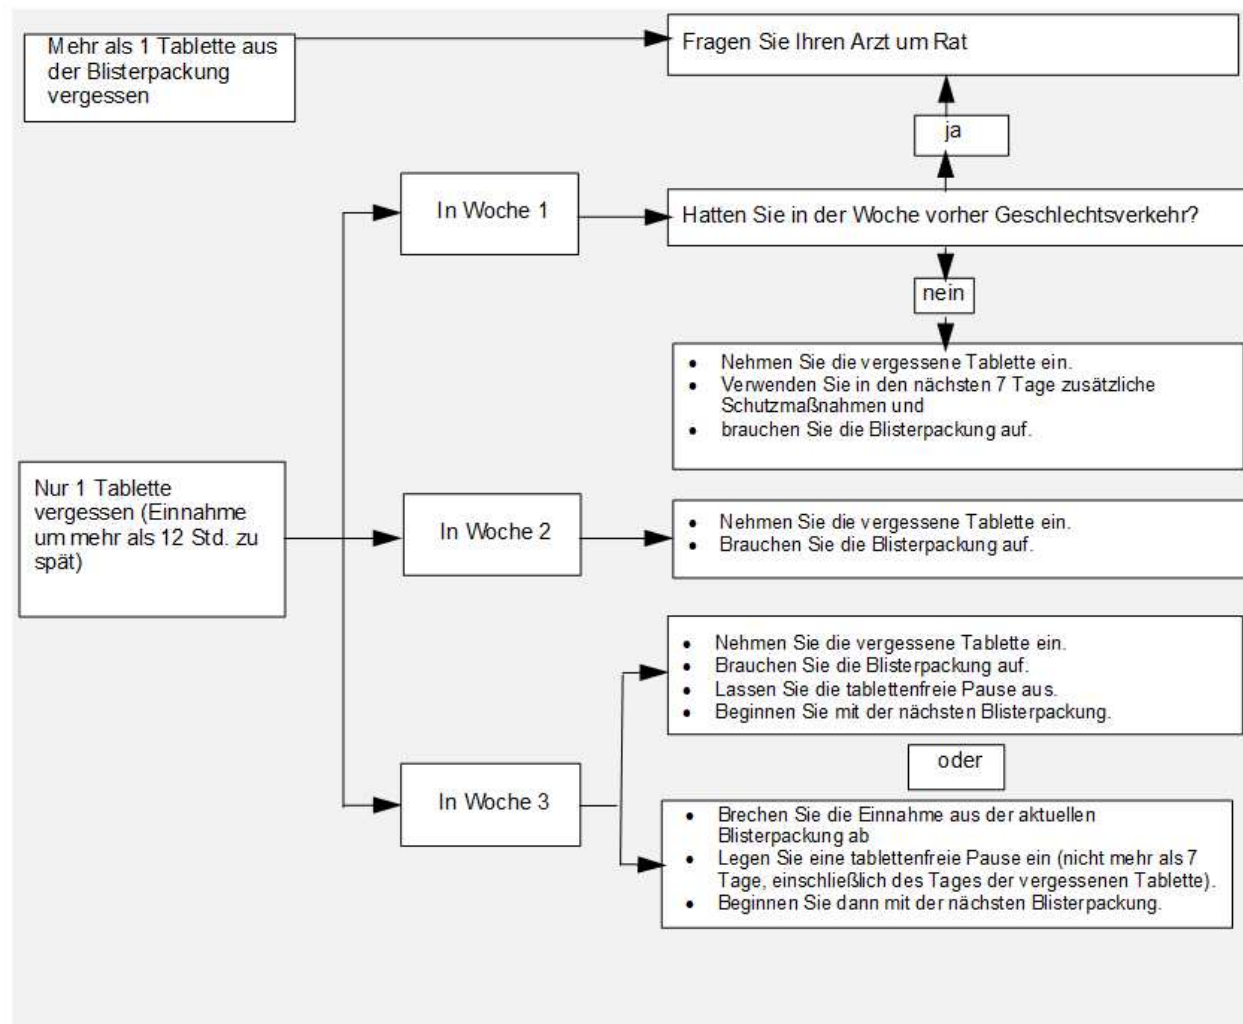 Mehr als 1 Tablette aus
der Blisterpackung
vergessen
Fragen Sie Ihren Arzt um Rat
ja
In Woche 1
Hatten Sie in der Woche vorher Geschlechtsverkehr?
nein
• Nehmen Sie die vergessene Tablette ein.
• Verwenden Sie in den nächsten 7 Tage zusätzliche
Schutzmaßnahmen und
• brauchen Sie die Blisterpackung auf.
Nur 1 Tablette
vergessen (Einnahme
um mehr als 12 Std. zu
spät)
In Woche 2
• Nehmen Sie die vergessene Tablette ein.
• Brauchen Sie die Blisterpackung auf.
• Nehmen Sie die vergessene Tablette ein.
• Brauchen Sie die Blisterpackung auf.
• Lassen Sie die tablettenfreie Pause aus.
• Beginnen Sie mit der nächsten Blisterpackung.
oder
In Woche 3
• Brechen Sie die Einnahme aus der aktuellen
Blisterpackung ab
• Legen Sie eine tablettenfreie Pause ein (nicht mehr als 7
Tage, einschließlich des Tages der vergessenen Tablette).
• Beginnen Sie dann mit der nächsten Blisterpackung.